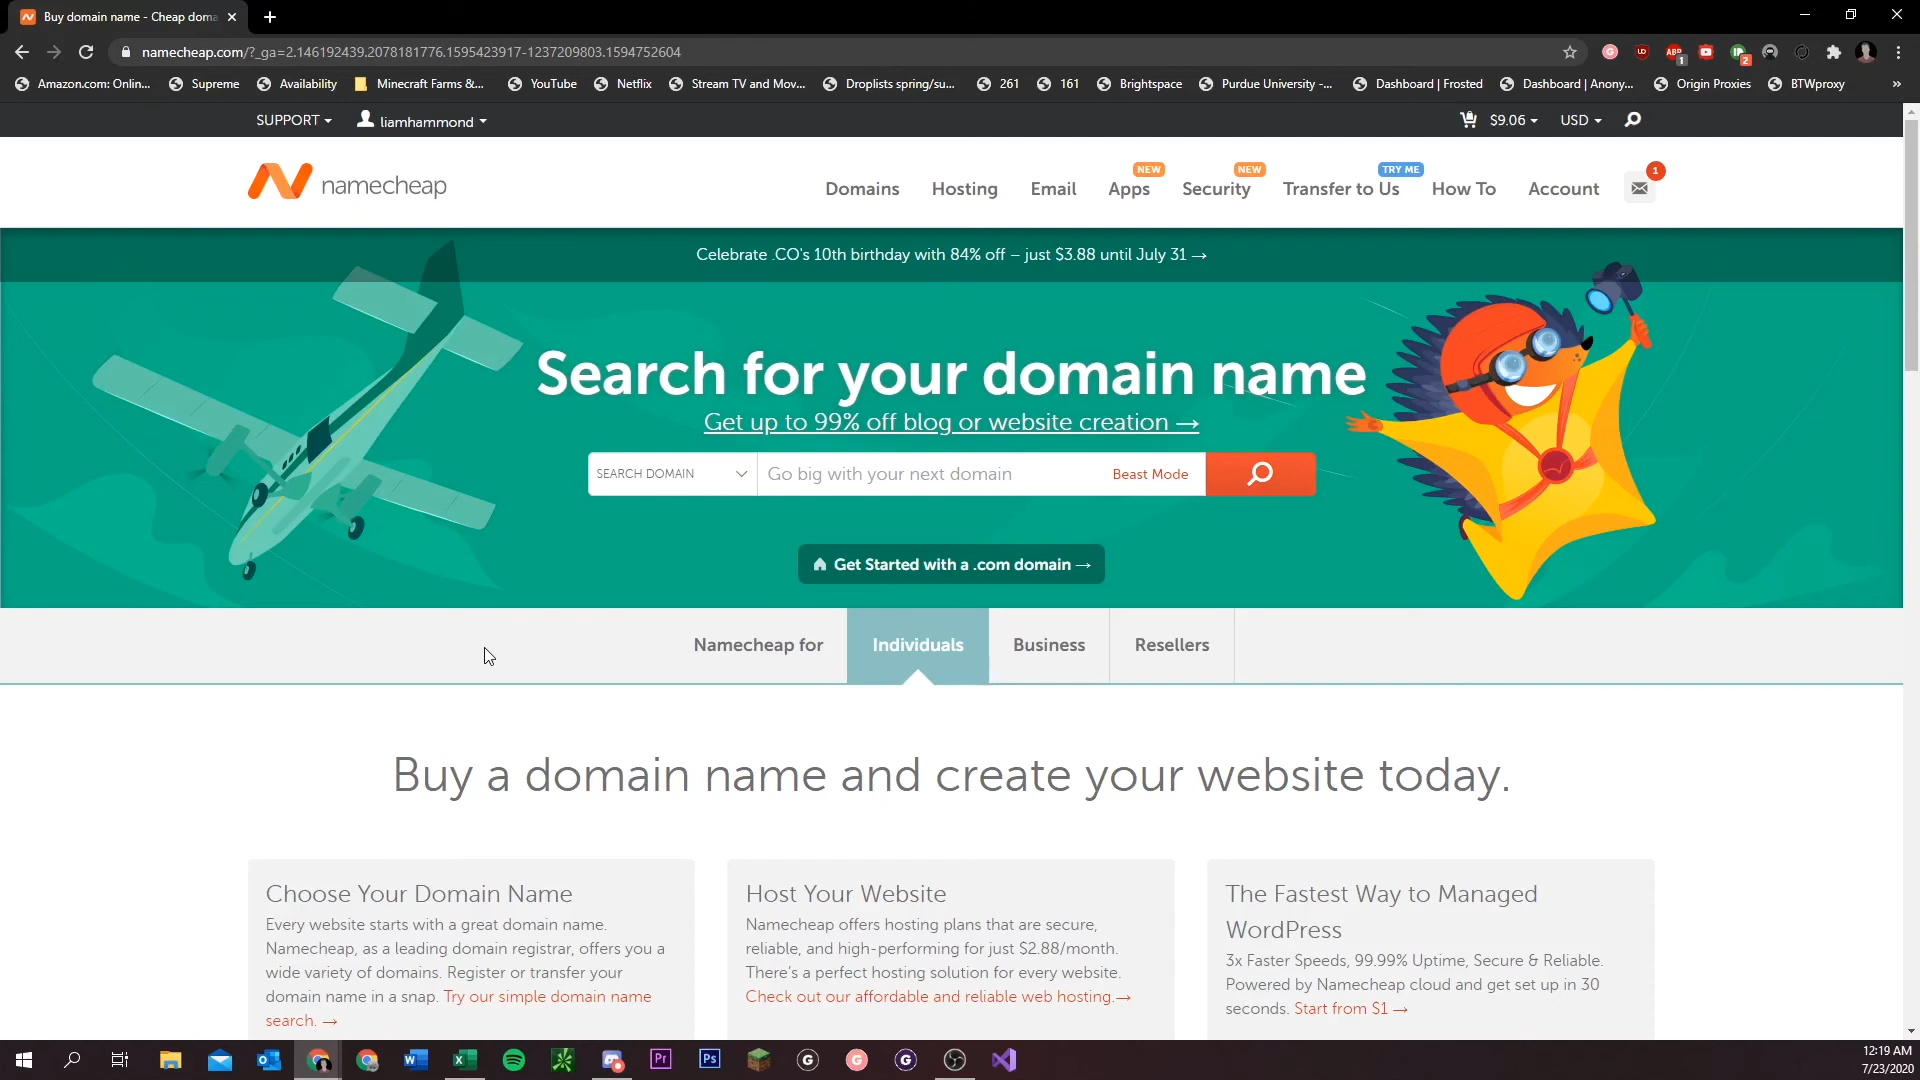 Buy domain name - Cheap doma
namecheap.com/?_ga=2.146192439.2078181776.1595423917-1237209803.1594752604
Amazon.com: Onlin...
Supreme
Availability
Minecraft Farms &...
YouTube
Netflix
Stream TV and Mov...
Droplists spring/su...
261
161
Brightspace
Purdue University -...
Dashboard | Frosted
Dashboard | Anony...
Origin Proxies
BTWproxy
»
SUPPORT
liamhammond
$9.06
USD
namecheap
Domains
Hosting
Email
NEW
Apps
NEW
Security
TRY ME
Transfer to Us
How To
Account
1
Celebrate .CO's 10th birthday with 84% off – just $3.88 until July 31 →
Search for your domain name
Get up to 99% off blog or website creation →
SEARCH DOMAIN
Go big with your next domain
Beast Mode
Get Started with a .com domain →
Namecheap for
Individuals
Business
Resellers
Buy a domain name and create your website today.
Choose Your Domain Name
Every website starts with a great domain name.
Namecheap, as a leading domain registrar, offers you a
wide variety of domains. Register or transfer your
domain name in a snap. Try our simple domain name
search. →
Host Your Website
Namecheap offers hosting plans that are secure,
reliable, and high-performing for just $2.88/month.
There's a perfect hosting solution for every website.
Check out our affordable and reliable web hosting.→
The Fastest Way to Managed
WordPress
3x Faster Speeds, 99.99% Uptime, Secure & Reliable.
Powered by Namecheap cloud and get set up in 30
seconds. Start from $1 →
12:19 AM
7/23/2020